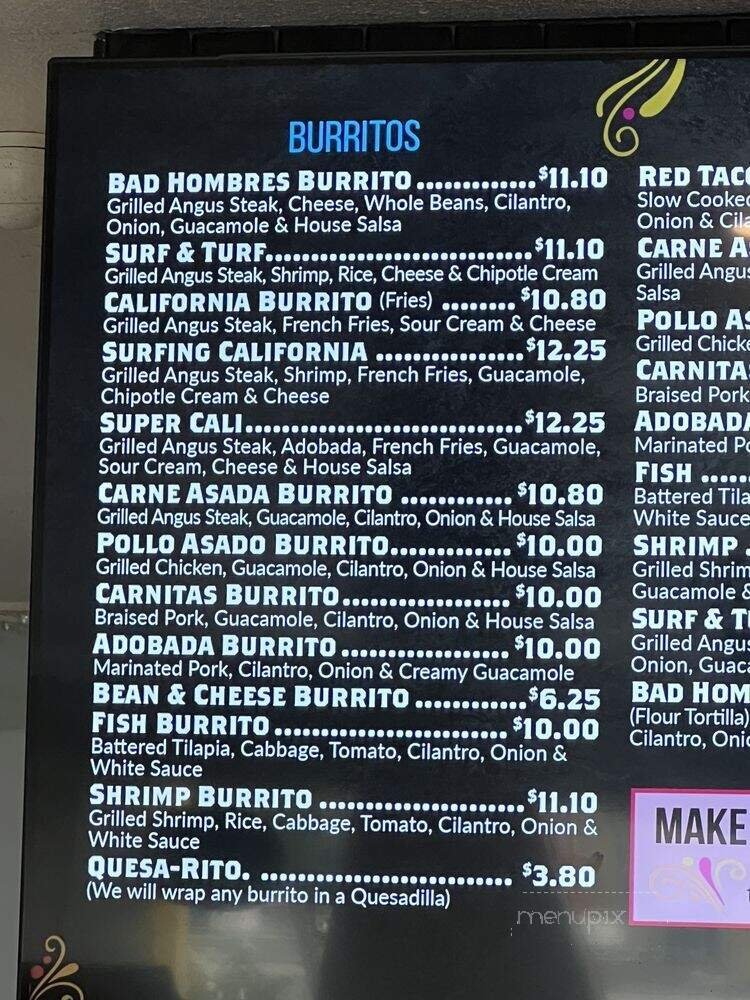 BURRITOS
BAD HOMBRES BURRITO.............$11.10
Grilled Angus Steak, Cheese, Whole Beans, Cilantro,
Onion, Guacamole & House Salsa
SURF & TURF.............................$11.10
Grilled Angus Steak, Shrimp, Rice, Cheese & Chipotle Cream
CALIFORNIA BURRITO (Fries) ........$10.80
Grilled Angus Steak, French Fries, Sour Cream & Cheese
SURFING CALIFORNIA ................$12.25
Grilled Angus Steak, Shrimp, French Fries, Guacamole,
Chipotle Cream & Cheese
SUPER CALI...............................$12.25
Grilled Angus Steak, Adobada, French Fries, Guacamole,
Sour Cream, Cheese & House Salsa
CARNE ASADA BURRITO ............$10.80
Grilled Angus Steak, Guacamole, Cilantro, Onion & House Salsa
POLLO ASADO BURRITO.............$10.00
Grilled Chicken, Guacamole, Cilantro, Onion & House Salsa
CARNITAS BURRITO..................$10.00
Braised Pork, Guacamole, Cilantro, Onion & House Salsa
ADOBADA BURRITO..................$10.00
Marinated Pork, Cilantro, Onion & Creamy Guacamole
BEAN & CHEESE BURRITO............$6.25
FISH BURRITO..........................$10.00
Battered Tilapia, Cabbage, Tomato, Cilantro, Onion &
White Sauce
SHRIMP BURRITO.......................$11.10
Grilled Shrimp, Rice, Cabbage, Tomato, Cilantro, Onion &
White Sauce
QUESA-RITO. ............................ $3.80
(We will wrap any burrito in a Quesadilla)
RED TACO
Slow Cooked
Onion & Cila
CARNE AS
Grilled Angus
Salsa
POLLO AS
Grilled Chicke
CARNITA
Braised Pork
ADOBADA
Marinated Po
FISH .....
Battered Tila
White Sauce
SHRIMP .
Grilled Shrim
Guacamole &
SURF & TU
Grilled Angus
Onion, Guaca
BAD HOM
(Flour Tortilla)
Cilantro, Onio
MAKE
menupix